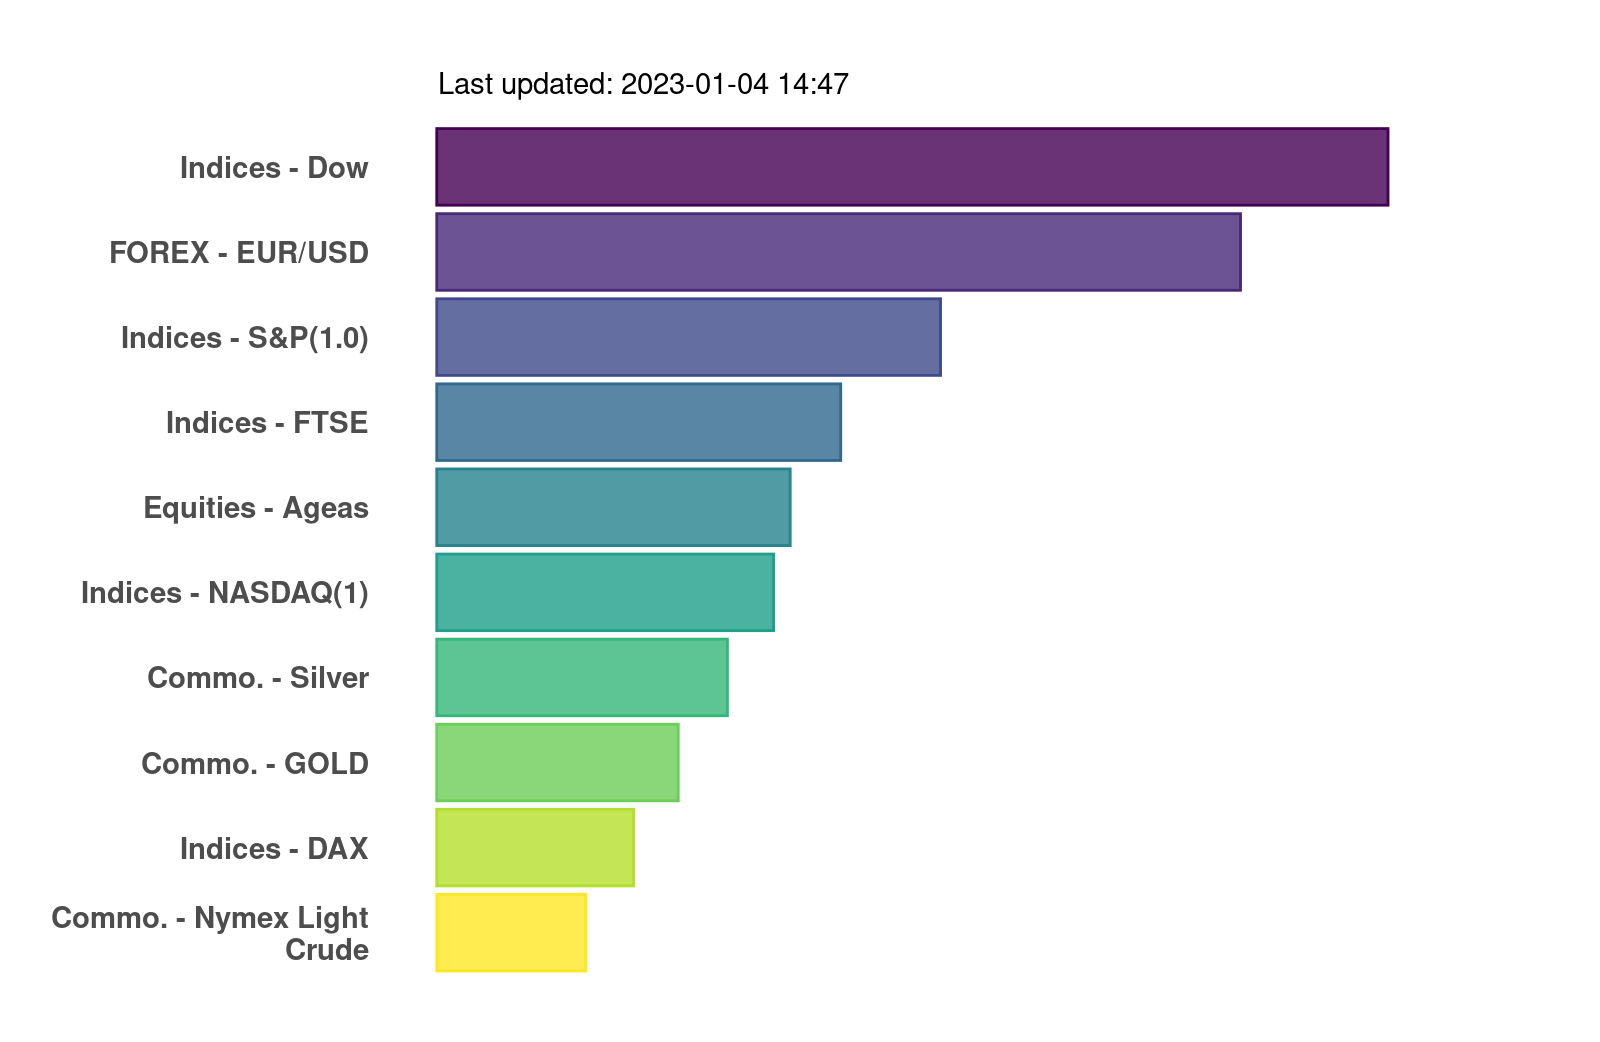 Last updated: 2023-01-04 14:47
Indices - Dow
FOREX - EUR/USD
Indices - S&P(1.0)
Indices - FTSE
Equities - Ageas
Indices - NASDAQ(1)
Commo. - Silver
Commo. - GOLD
Indices - DAX
Commo. - Nymex Light
Crude